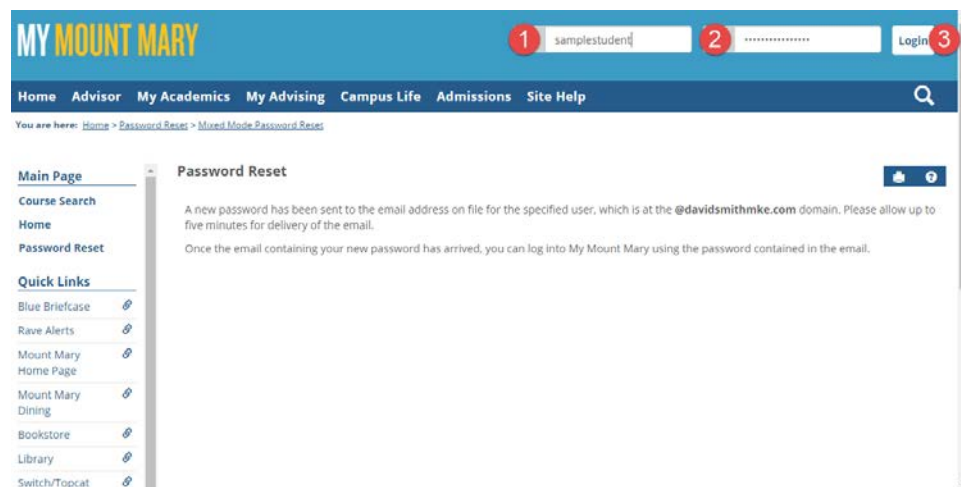 MY MOUNT MARY
1 samplestudent 2 ················ Login 3
Home Advisor My Academics My Advising Campus Life Admissions Site Help
You are here: Home > Password Reset > Mixed Mode Password Reset
Main Page
Course Search
Home
Password Reset
Quick Links
Blue Briefcase
Rave Alerts
Mount Mary
Home Page
Mount Mary
Dining
Bookstore
Library
Switch/Topcat
Password Reset
A new password has been sent to the email address on file for the specified user, which is at the @davidsmithmke.com domain. Please allow up to
five minutes for delivery of the email.
Once the email containing your new password has arrived, you can log into My Mount Mary using the password contained in the email.